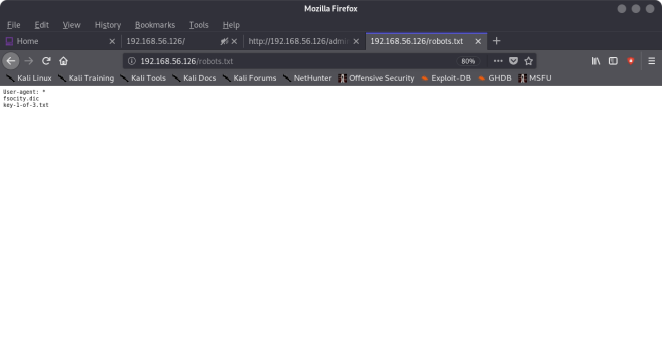 Mozilla Firefox
File Edit View History Bookmarks Tools Help
Home 192.168.56.126/ http://192.168.56.126/admi 192.168.56.126/robots.txt
192.168.56.126/robots.txt 80%
Kali Linux Kali Training Kali Tools Kali Docs Kali Forums NetHunter Offensive Security Exploit-DB GHDB MSFU
User-agent: *
fsocity.dic
key-1-of-3.txt